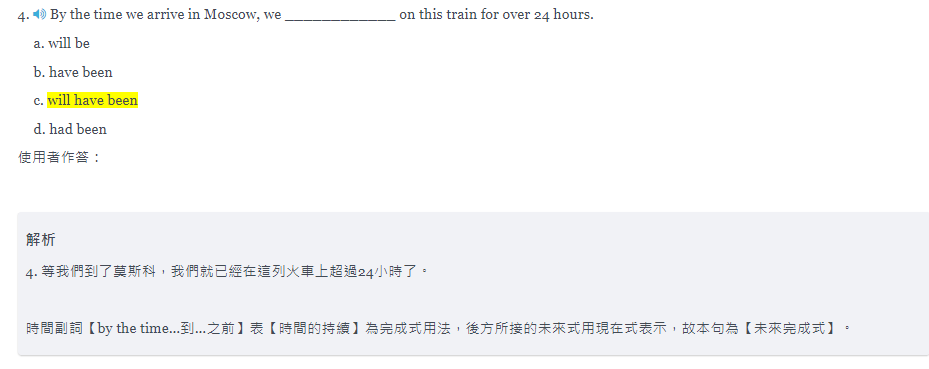 4. By the time we arrive in Moscow, we _____________ on this train for over 24 hours.
a. will be
b. have been
c. will have been
d. had been
使用者作答：
解析
4. 等我們到了莫斯科，我們就已經在這列火車上超過24小時了。
時間副詞【by the time...到...之前】表【時間的持續】為完成式用法，後方所接的未來式用現在式表示，故本句為【未來完成式】。